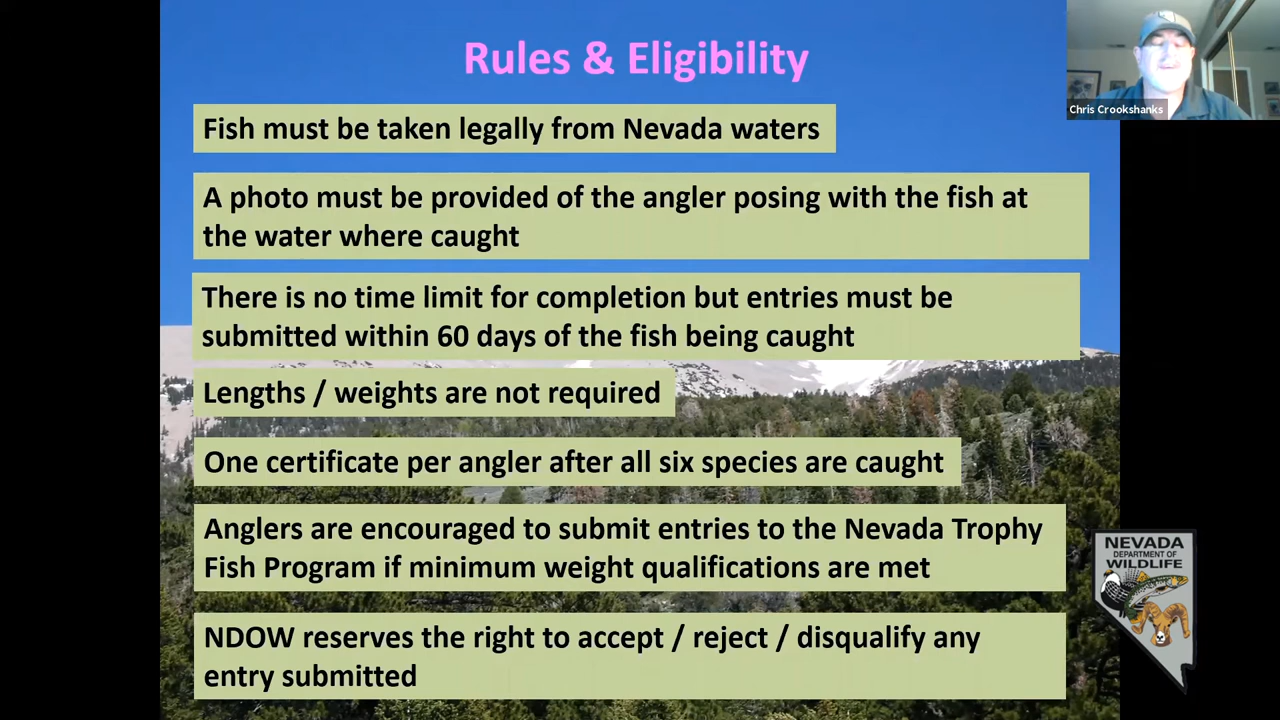 Rules & Eligibility
Chris Crookshanks
Fish must be taken legally from Nevada waters
A photo must be provided of the angler posing with the fish at
the water where caught
There is no time limit for completion but entries must be
submitted within 60 days of the fish being caught
Lengths / weights are not required
One certificate per angler after all six species are caught
Anglers are encouraged to submit entries to the Nevada Trophy
Fish Program if minimum weight qualifications are met
NEVADA
DEPARTMENT OF
WILDLIFE
NDOW reserves the right to accept / reject / disqualify any
entry submitted